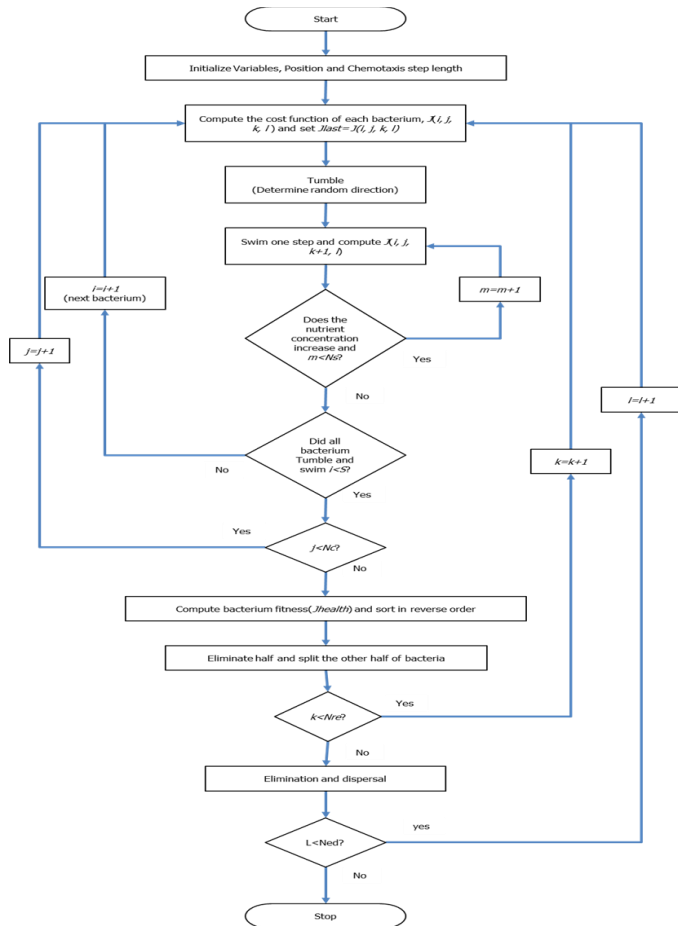 Start
Initialize Variables, Position and Chemotaxis step length
Compute the cost function of each bacterium, J(i, j,
k, l ) and set Jlast= J(i, j, k, l)
Tumble
(Determine random direction)
Swim one step and compute J(i, j,
k+1, l)
i=i+1
(next bacterium)
m=m+1
Does the
nutrient
concentration
increase and
m<Ns?
j=j+1
Yes
No
l=l+1
Did all
bacterium
Tumble and
swim i<S?
No
k=k+1
Yes
Yes
j<Nc?
No
Compute bacterium fitness(Jhealth) and sort in reverse order
Eliminate half and split the other half of bacteria
Yes
k<Nre?
No
Elimination and dispersal
yes
L<Ned?
No
Stop